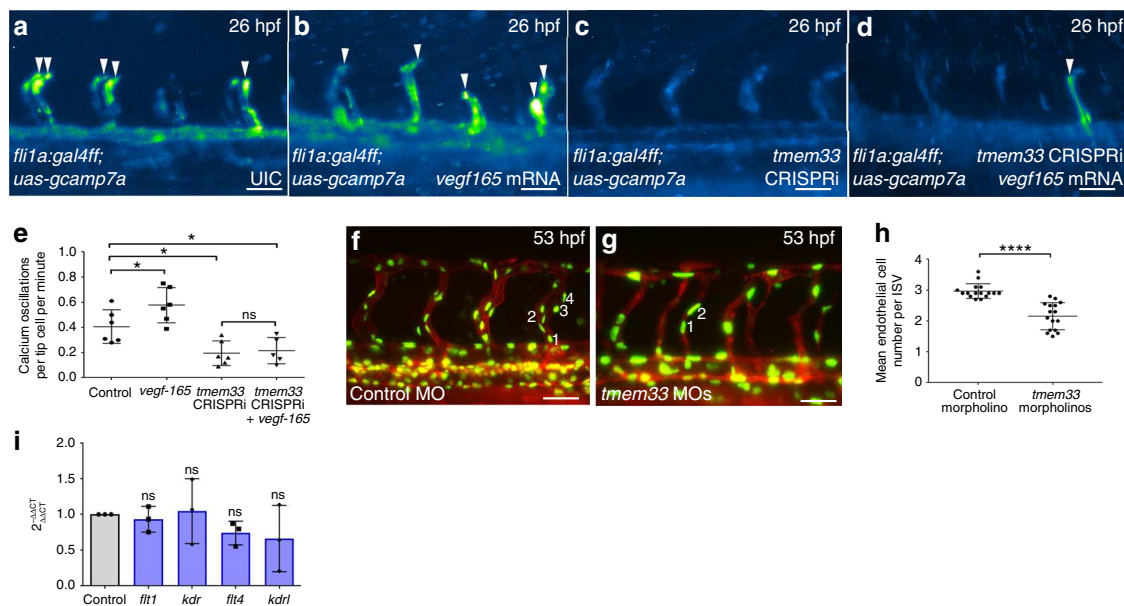 a
26 hpf
fli1a:gal4ff;
uas-gcamp7a
UIC
b
26 hpf
fli1a:gal4ff;
uas-gcamp7a
vegf165 mRNA
c
26 hpf
fli1a:gal4ff;
uas-gcamp7a
tmem33
CRISPRi
d
26 hpf
fli1a:gal4ff;
uas-gcamp7a
tmem33 CRISPRi
vegf165 mRNA
e
Calcium oscillations
per tip cell per minute
1.0
0.8
0.6
0.4
0.2
0.0
*
*
*
ns
Control
vegf-165
tmem33
CRISPRi
tmem33
CRISPRi
+ vegf-165
f
53 hpf
4
3
2
1
Control MO
g
53 hpf
2
1
tmem33 MOs
h
Mean endothelial cell
number per ISV
5
4
3
2
1
0
****
Control
morpholino
tmem33
morpholinos
i
2-ΔΔCT
ΔΔCT
2.0
1.5
1.0
0.5
0.0
ns
ns
ns
ns
Control
flt1
kdr
flt4
kdrl